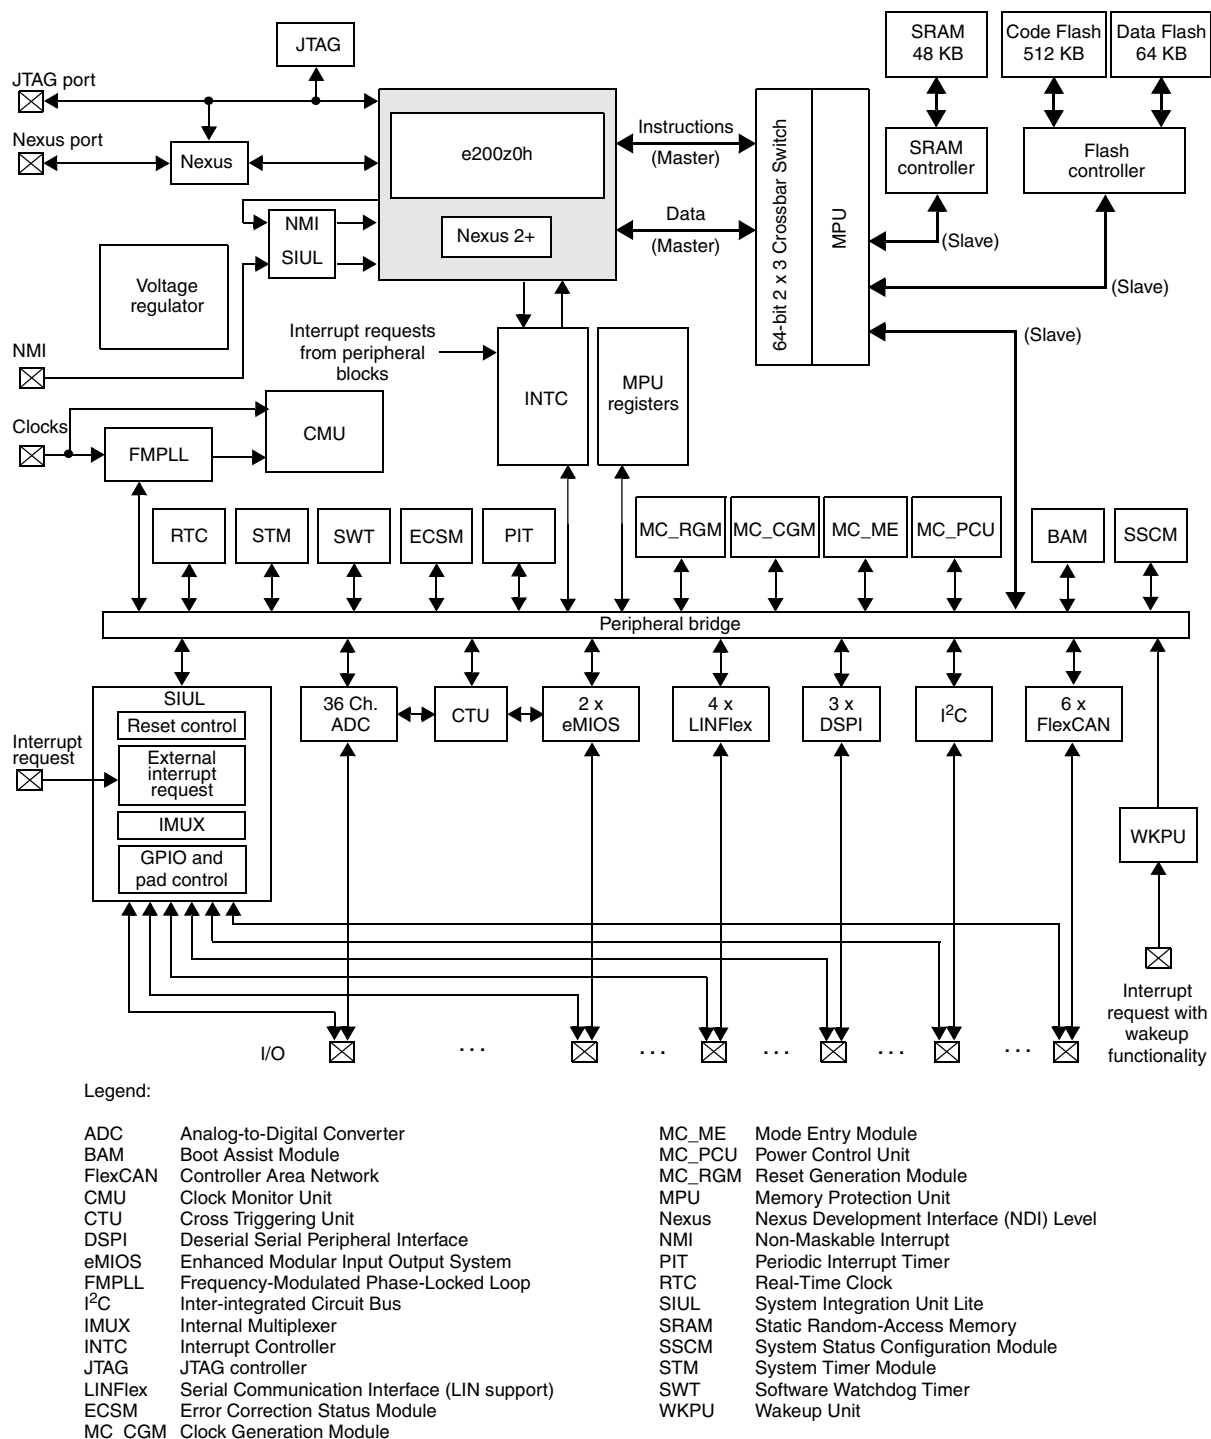 JTAG
SRAM
48 KB
Code Flash
512 KB
Data Flash
64 KB
JTAG port
Nexus port
Nexus
e200z0h
Nexus 2+
Instructions
(Master)
Data
(Master)
64-bit 2 x 3 Crossbar Switch
MPU
SRAM
controller
Flash
controller
(Slave)
(Slave)
(Slave)
NMI
SIUL
Voltage
regulator
NMI
Interrupt requests
from peripheral
blocks
INTC
MPU
registers
Clocks
FMPLL
CMU
RTC
STM
SWT
ECSM
PIT
MC_RGM
MC_CGM
MC_ME
MC_PCU
BAM
SSCM
Peripheral bridge
SIUL
Reset control
External
interrupt
request
IMUX
GPIO and
pad control
Interrupt
request
36 Ch.
ADC
CTU
2 x
eMIOS
4 x
LINFlex
3 x
DSPI
I2C
6 x
FlexCAN
WKPU
Interrupt
request with
wakeup
functionality
I/O
. . .
. . .
. . .
. . .
. . .
Legend:
ADC Analog-to-Digital Converter
BAM Boot Assist Module
FlexCAN Controller Area Network
CMU Clock Monitor Unit
CTU Cross Triggering Unit
DSPI Deserial Serial Peripheral Interface
eMIOS Enhanced Modular Input Output System
FMPLL Frequency-Modulated Phase-Locked Loop
I2C Inter-integrated Circuit Bus
IMUX Internal Multiplexer
INTC Interrupt Controller
JTAG JTAG controller
LINFlex Serial Communication Interface (LIN support)
ECSM Error Correction Status Module
MC_CGM Clock Generation Module
MC_ME Mode Entry Module
MC_PCU Power Control Unit
MC_RGM Reset Generation Module
MPU Memory Protection Unit
Nexus Nexus Development Interface (NDI) Level
NMI Non-Maskable Interrupt
PIT Periodic Interrupt Timer
RTC Real-Time Clock
SIUL System Integration Unit Lite
SRAM Static Random-Access Memory
SSCM System Status Configuration Module
STM System Timer Module
SWT Software Watchdog Timer
WKPU Wakeup Unit